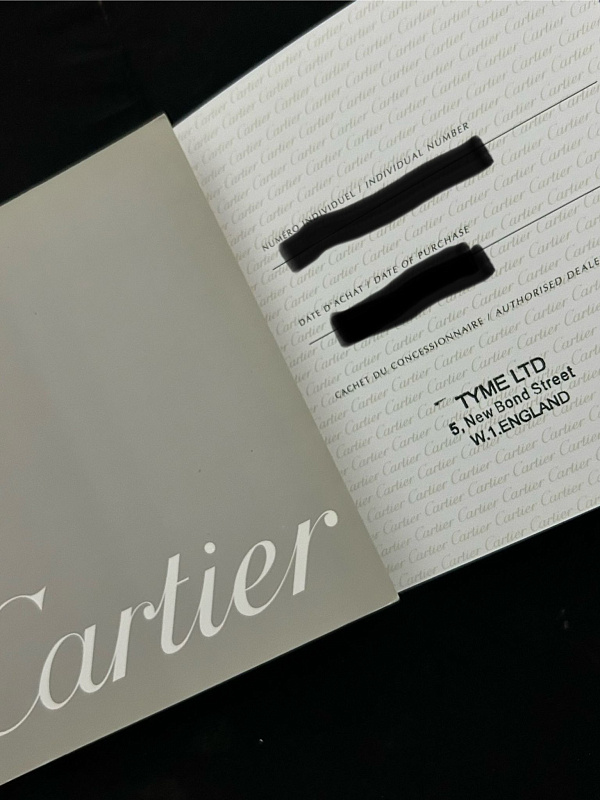 NUMÉRO INDIVIDUEL / INDIVIDUAL NUMBER
DATE D'ACHAT / DATE OF PURCHASE
CACHET DU CONCESSIONNAIRE / AUTHORISED
TYME LTD
5, New Bond Street
W.1.ENGLAND
Cartier